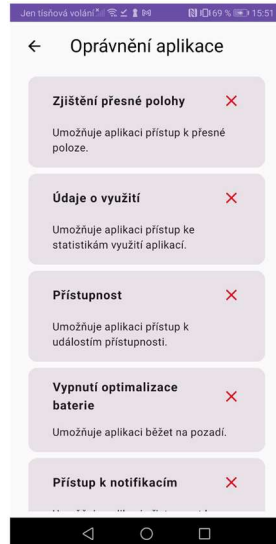 Jen tísňová volání 69 % 15:51
Oprávnění aplikace
Zjištění přesné polohy
Umožňuje aplikaci přístup k přesné
poloze.
Údaje o využití
Umožňuje aplikaci přístup ke
statistikám využití aplikací.
Přístupnost
Umožňuje aplikaci přístup k
událostím přístupnosti.
Vypnutí optimalizace
baterie
Umožňuje aplikaci běžet na pozadí.
Přístup k notifikacím